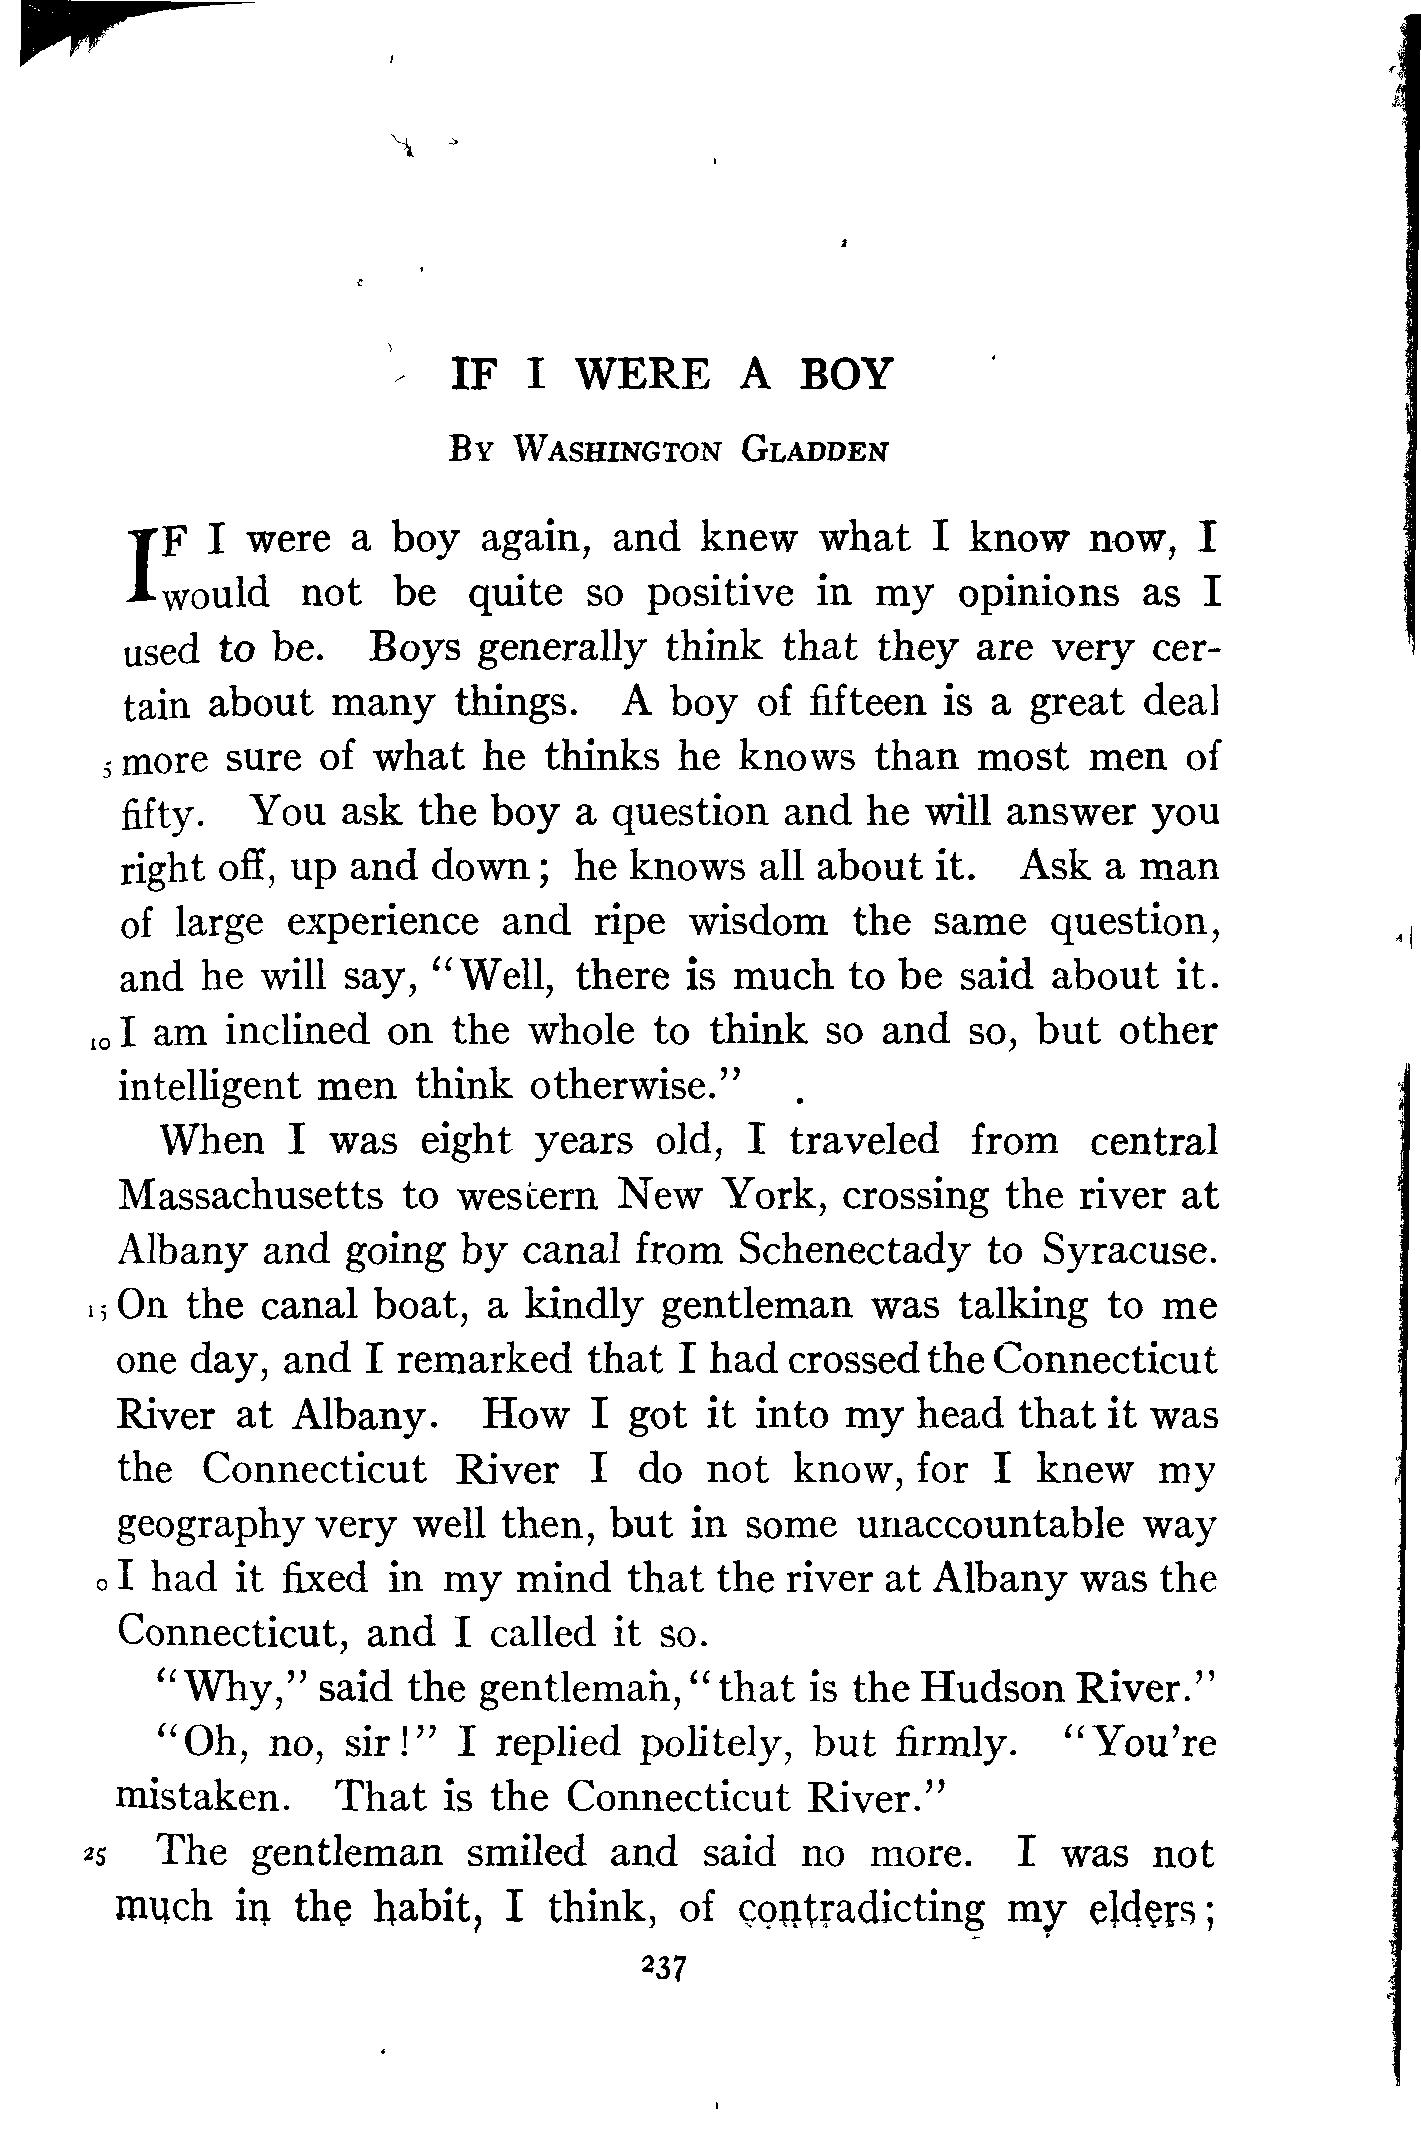 IF I WERE A BOY
BY WASHINGTON GLADDEN
IF I were a boy again, and knew what I know now, I
would not be quite so positive in my opinions as I
used to be. Boys generally think that they are very cer-
tain about many things. A boy of fifteen is a great deal
5 more sure of what he thinks he knows than most men of
fifty. You ask the boy a question and he will answer you
right off, up and down; he knows all about it. Ask a man
of large experience and ripe wisdom the same question,
and he will say, "Well, there is much to be said about it.
10 I am inclined on the whole to think so and so, but other
intelligent men think otherwise."
When I was eight years old, I traveled from central
Massachusetts to western New York, crossing the river at
Albany and going by canal from Schenectady to Syracuse.
15 On the canal boat, a kindly gentleman was talking to me
one day, and I remarked that I had crossed the Connecticut
River at Albany. How I got it into my head that it was
the Connecticut River I do not know, for I knew my
geography very well then, but in some unaccountable way
0 I had it fixed in my mind that the river at Albany was the
Connecticut, and I called it so.
"Why," said the gentleman, "that is the Hudson River."
"Oh, no, sir!" I replied politely, but firmly. "You're
mistaken. That is the Connecticut River."
25 The gentleman smiled and said no more. I was not
much in the habit, I think, of contradicting my elders;
237